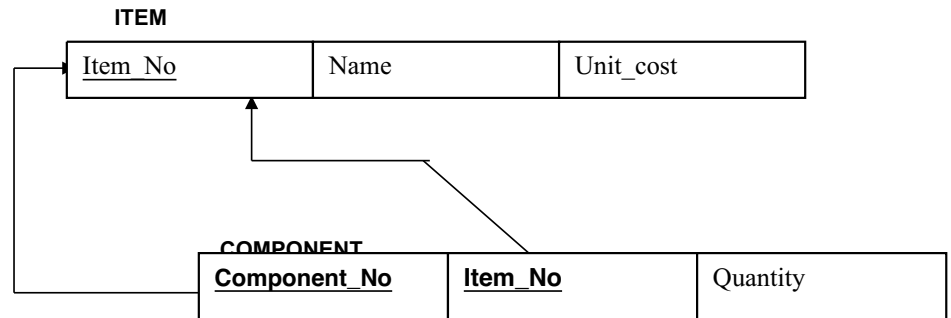 ITEM
Item_No Name Unit_cost
COMPONENT
Component_No Item_No Quantity